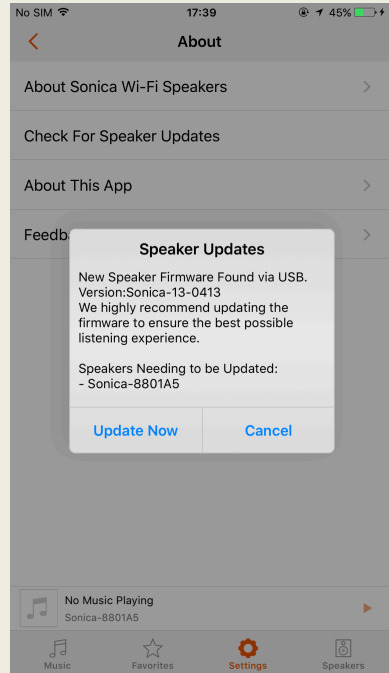 No SIM 17:39 45%
About
About Sonica Wi-Fi Speakers
Check For Speaker Updates
About This App
Feedb
Speaker Updates
New Speaker Firmware Found via USB.
Version:Sonica-13-0413
We highly recommend updating the
firmware to ensure the best possible
listening experience.
Speakers Needing to be Updated:
- Sonica-8801A5
Update Now Cancel
No Music Playing
Sonica-8801A5
Music Favorites Settings Speakers